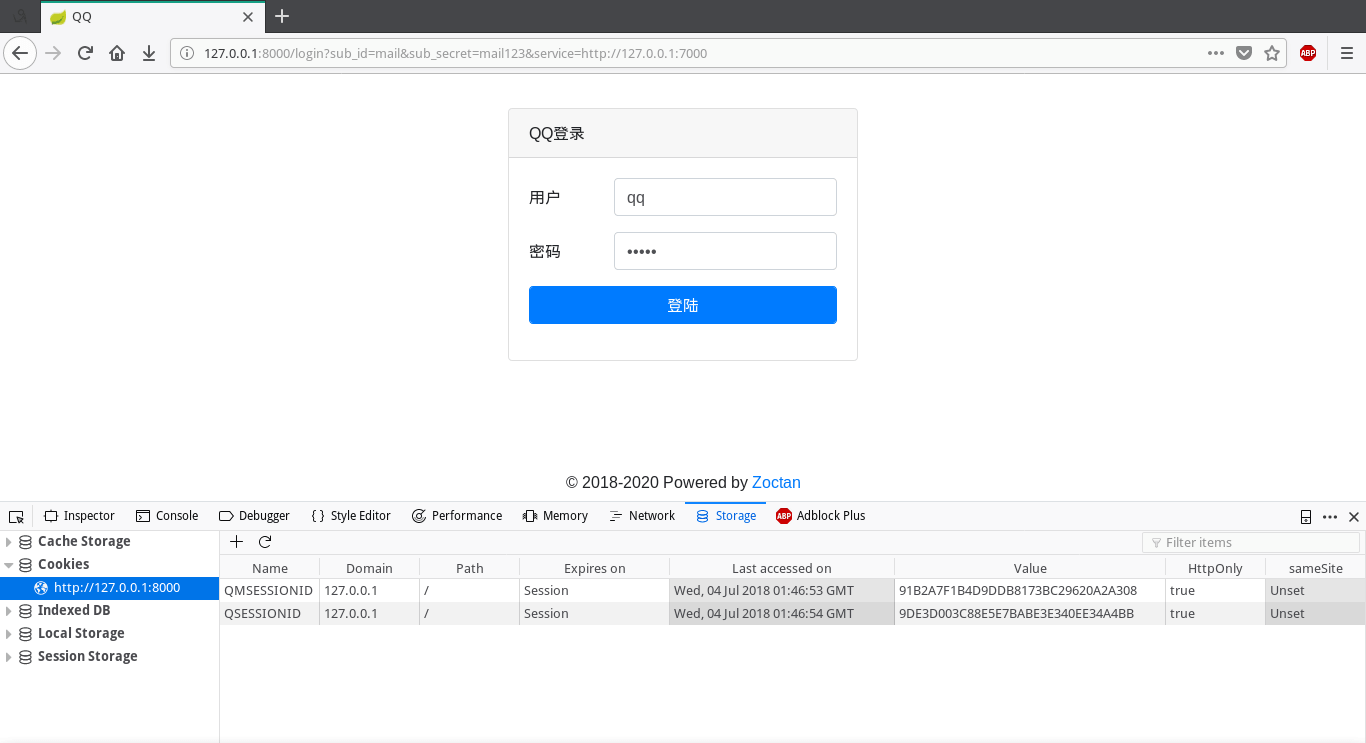 QQ
127.0.0.1:8000/login?sub_id=mail&sub_secret=mail123&service=http://127.0.0.1:7000
ABP
QQ登录
用户 qq
密码 •••••
登陆
© 2018-2020 Powered by Zoctan
Inspector Console Debugger Style Editor Performance Memory Network Storage ABP Adblock Plus
Cache Storage
Cookies
http://127.0.0.1:8000
Indexed DB
Local Storage
Session Storage
Filter items
Name Domain Path Expires on Last accessed on Value HttpOnly sameSite
QMSESSIONID 127.0.0.1 / Session Wed, 04 Jul 2018 01:46:53 GMT 91B2A7F1B4D9DDB8173BC29620A2A308 true Unset
QSESSIONID 127.0.0.1 / Session Wed, 04 Jul 2018 01:46:54 GMT 9DE3D003C88E5E7BABE3E340EE34A4BB true Unset